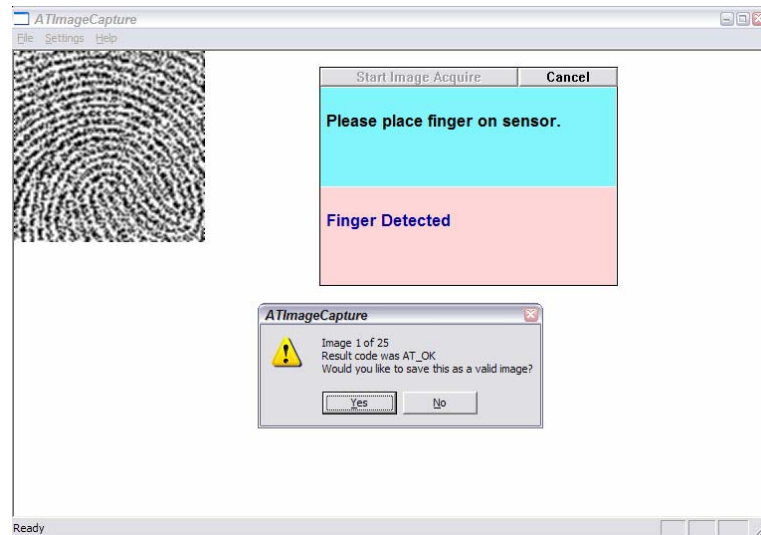 ATImageCapture
File Settings Help
Start Image Acquire Cancel
Please place finger on sensor.
Finger Detected
ATImageCapture
Image 1 of 25
Result code was AT_OK
Would you like to save this as a valid image?
Yes No
Ready